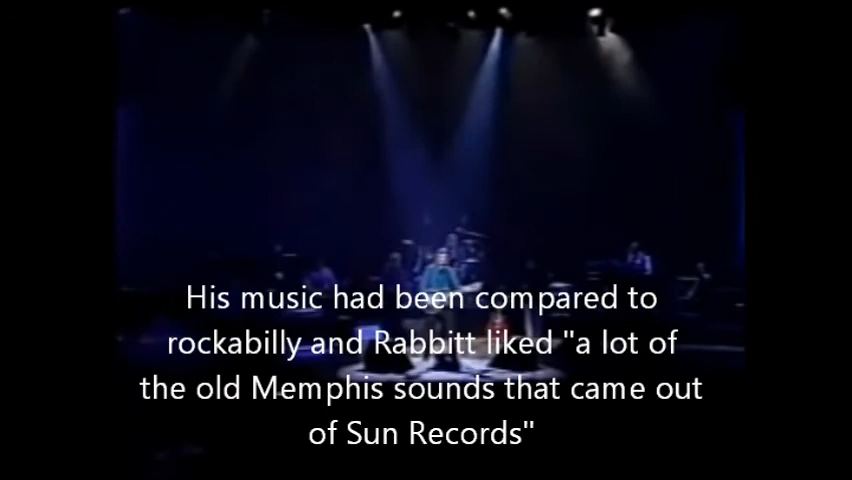 His music had been compared to
rockabilly and Rabbitt liked "a lot of
the old Memphis sounds that came out
of Sun Records"